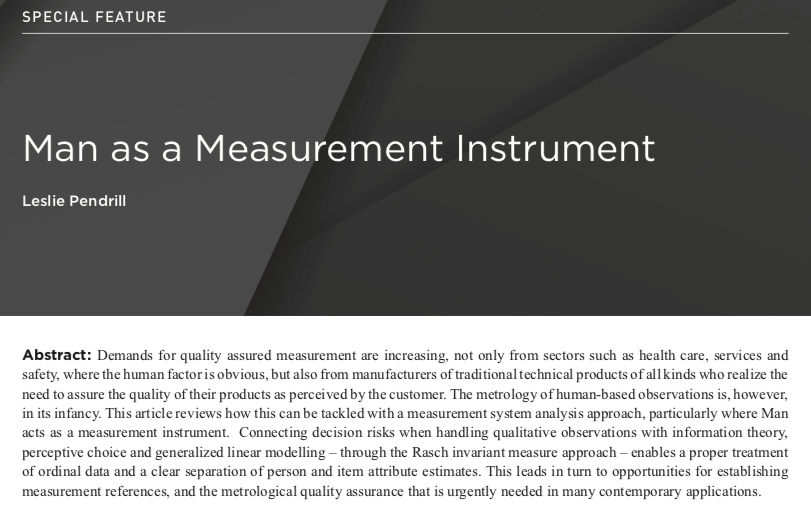 SPECIAL FEATURE
Man as a Measurement Instrument
Leslie Pendrill
Abstract: Demands for quality assured measurement are increasing, not only from sectors such as health care, services and
safety, where the human factor is obvious, but also from manufacturers of traditional technical products of all kinds who realize the
need to assure the quality of their products as perceived by the customer. The metrology of human-based observations is, however,
in its infancy. This article reviews how this can be tackled with a measurement system analysis approach, particularly where Man
acts as a measurement instrument.  Connecting decision risks when handling qualitative observations with information theory,
perceptive choice and generalized linear modelling – through the Rasch invariant measure approach – enables a proper treatment
of ordinal data and a clear separation of person and item attribute estimates. This leads in turn to opportunities for establishing
measurement references, and the metrological quality assurance that is urgently needed in many contemporary applications.